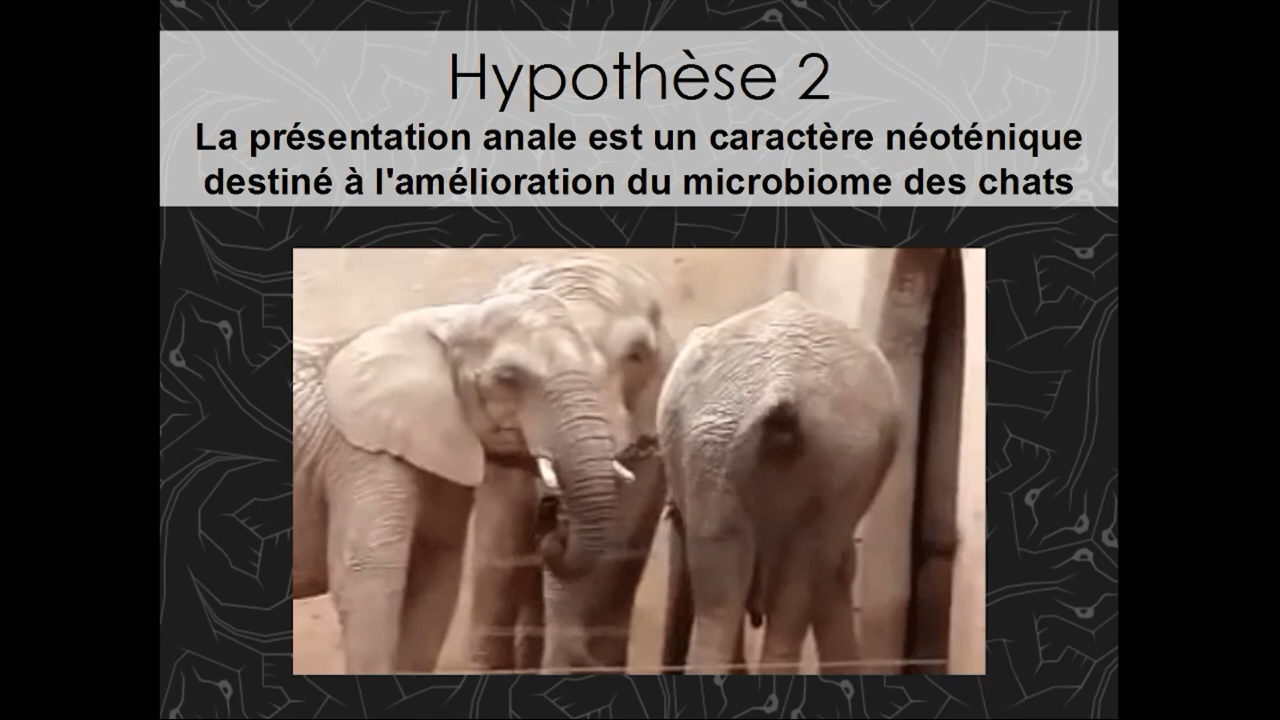 Hypothèse 2
La présentation anale est un caractère néoténique
destiné à l'amélioration du microbiome des chats